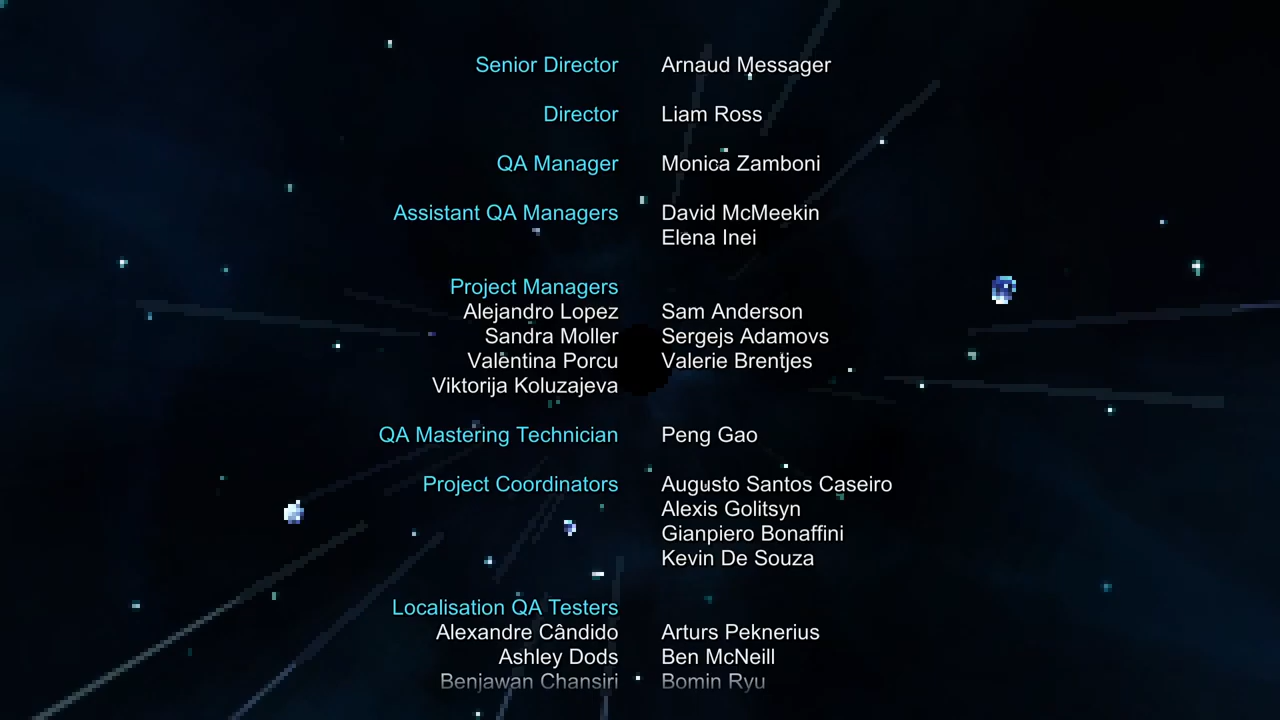 Senior Director Arnaud Messager
Director Liam Ross
QA Manager Monica Zamboni
Assistant QA Managers David McMeekin
Elena Inei
Project Managers
Alejandro Lopez Sam Anderson
Sandra Moller Sergejs Adamovs
Valentina Porcu Valerie Brentjes
Viktorija Koluzajeva
QA Mastering Technician Peng Gao
Project Coordinators Augusto Santos Caseiro
Alexis Golitsyn
Gianpiero Bonaffini
Kevin De Souza
Localisation QA Testers
Alexandre Cândido Arturs Peknerius
Ashley Dods Ben McNeill
Benjawan Chansiri Bomin Ryu